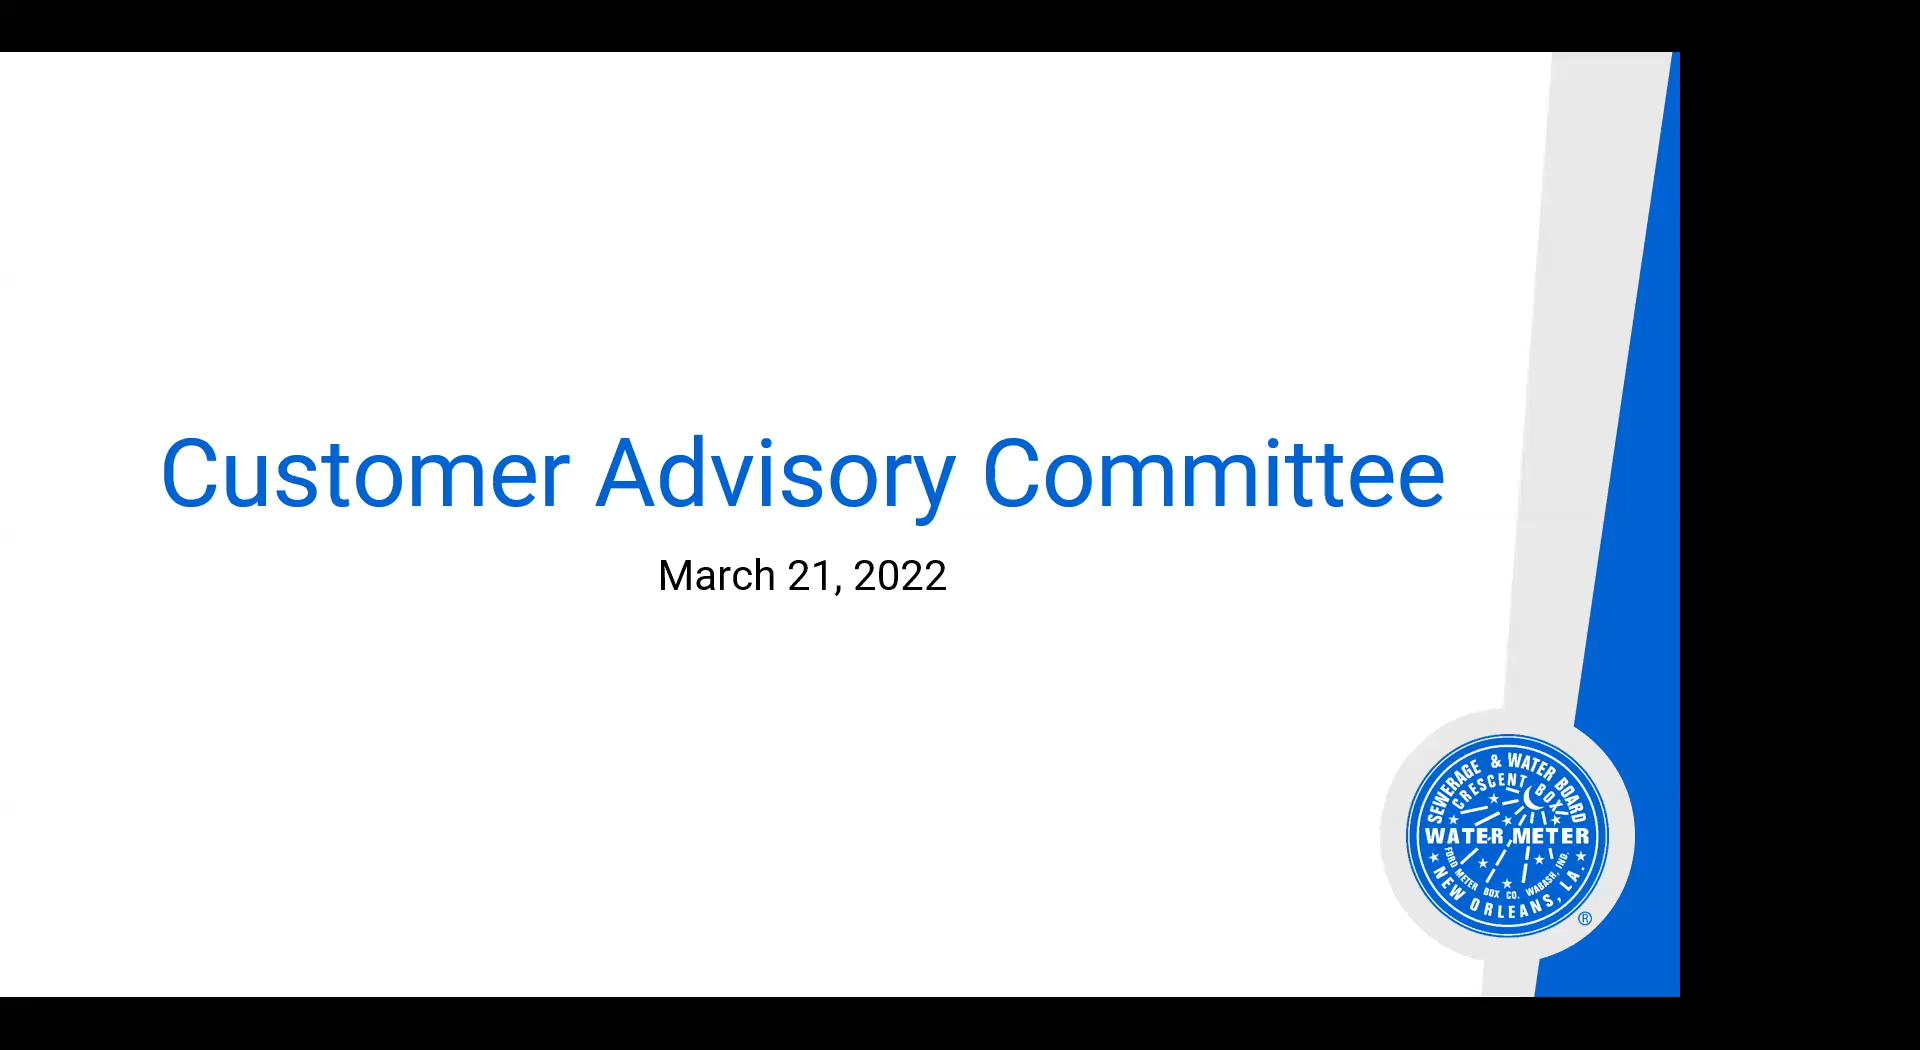 Customer Advisory Committee
March 21, 2022
SEWERAGE & WATER BOARD
CRESCENT BOX
WATER METER
FORD METER BOX CO. WABASH, IND.
NEW ORLEANS, LA.
®